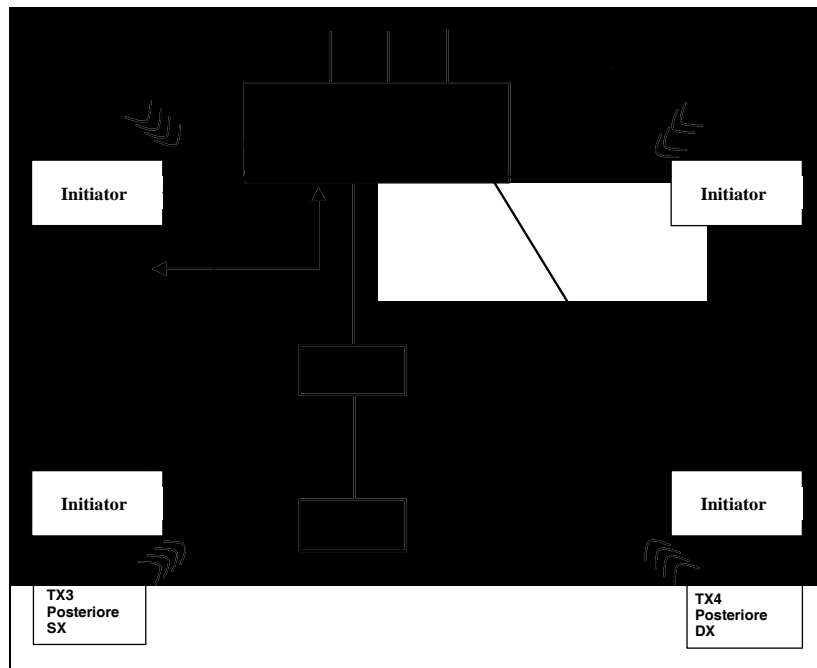 Initiator
Initiator
Initiator
Initiator
TX3
Posteriore
SX
TX4
Posteriore
DX